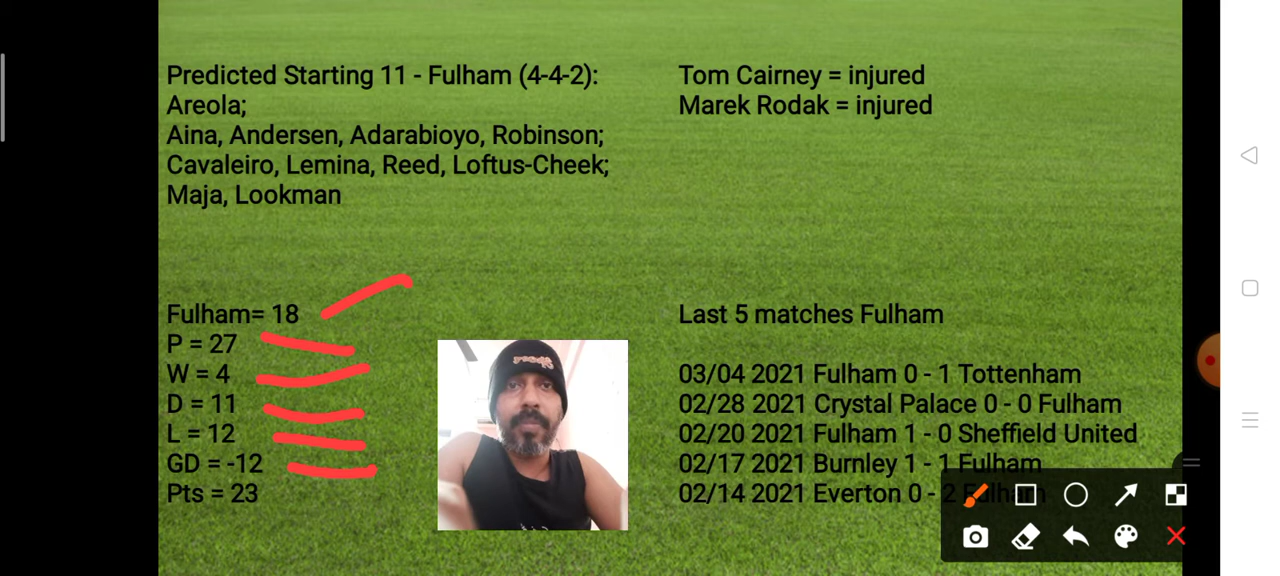 Predicted Starting 11 - Fulham (4-4-2):
Areola;
Aina, Andersen, Adarabioyo, Robinson;
Cavaleiro, Lemina, Reed, Loftus-Cheek;
Maja, Lookman
Tom Cairney = injured
Marek Rodak = injured
Fulham= 18
P = 27
W = 4
D = 11
L = 12
GD = -12
Pts = 23
Last 5 matches Fulham
03/04 2021 Fulham 0 - 1 Tottenham
02/28 2021 Crystal Palace 0 - 0 Fulham
02/20 2021 Fulham 1 - 0 Sheffield United
02/17 2021 Burnley 1 - 1 Fulham
02/14 2021 Everton 0 - 2 Fulham